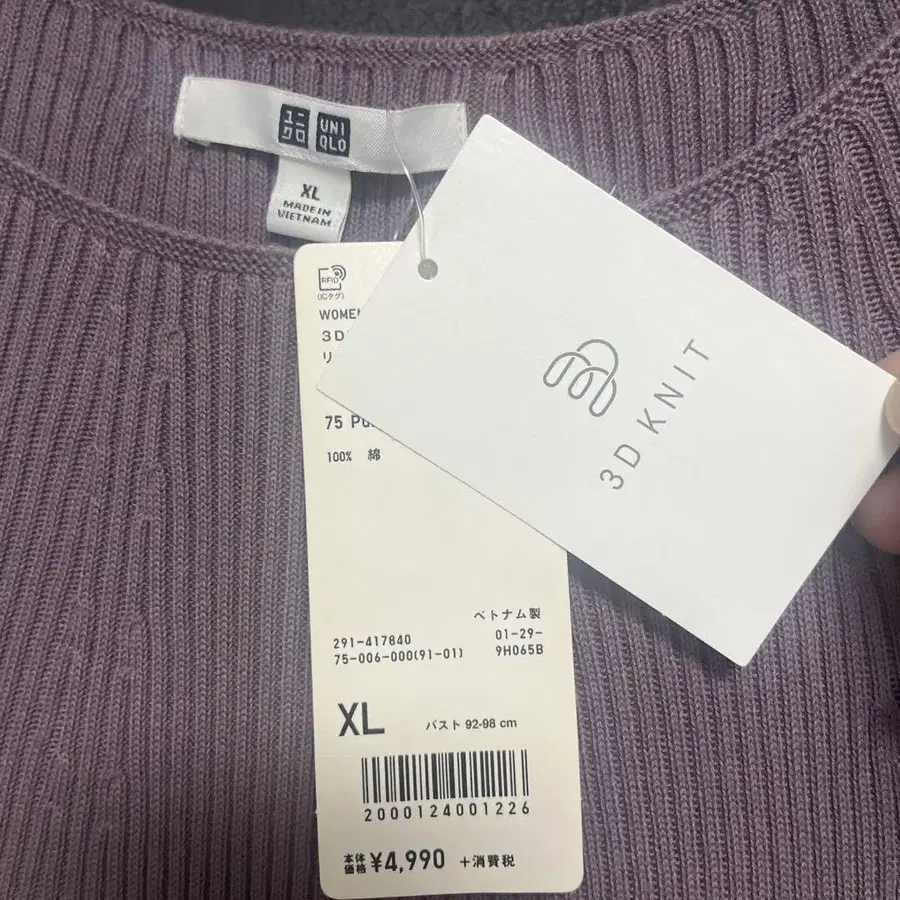 ユニ
クロ
UNI
QLO
XL
MADE IN
VIETNAM
RFID
(ICタグ)
WOMEN
3D
リ
75
100% 綿
3D KNIT
ベトナム製
291-417840
01-29-
75-006-000(91-01)
9H065B
XL
バスト 92-98 cm
2000124001226
本体
価格 ¥4,990 +消費税